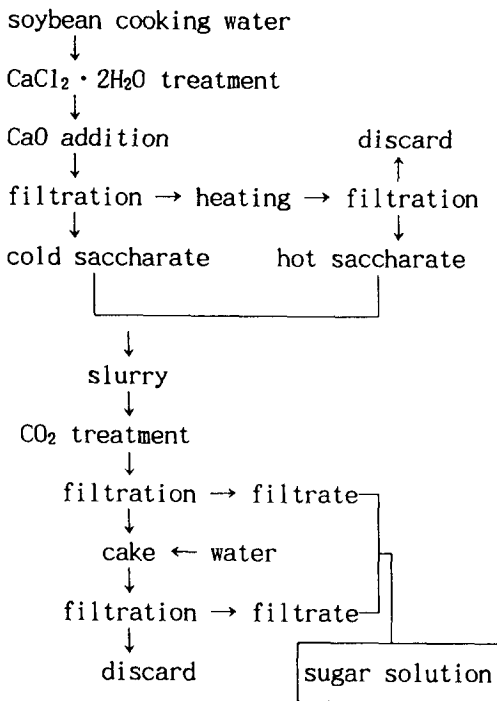 soybean cooking water
↓
CaCl₂・2H₂O treatment
↓
CaO addition discard
↓ ↑
filtration → heating → filtration
↓ ↓
cold saccharate hot saccharate
↓
slurry
↓
CO₂ treatment
↓
filtration → filtrate
↓
cake ← water
↓
filtration → filtrate
↓
discard sugar solution